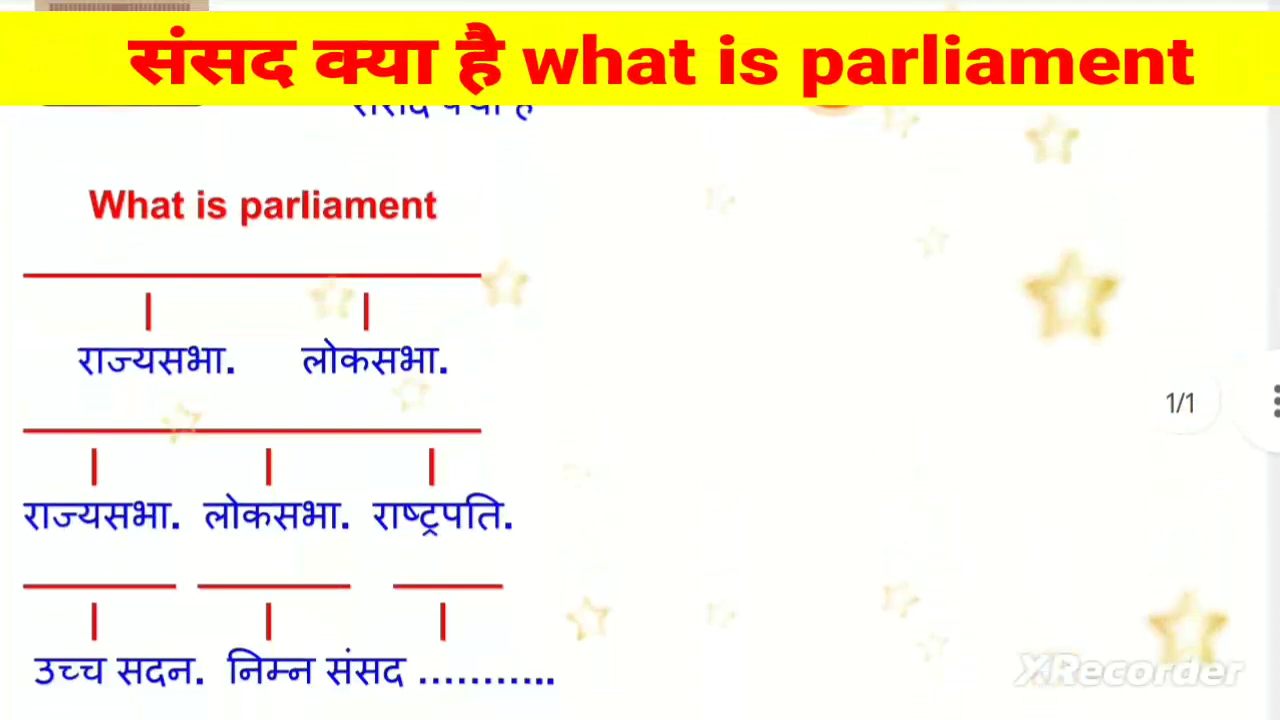 संसद क्या है what is parliament
What is parliament
राज्यसभा. लोकसभा.
1/1
राज्यसभा. लोकसभा. राष्ट्रपति.
उच्च सदन. निम्न संसद ...........
XRecorder